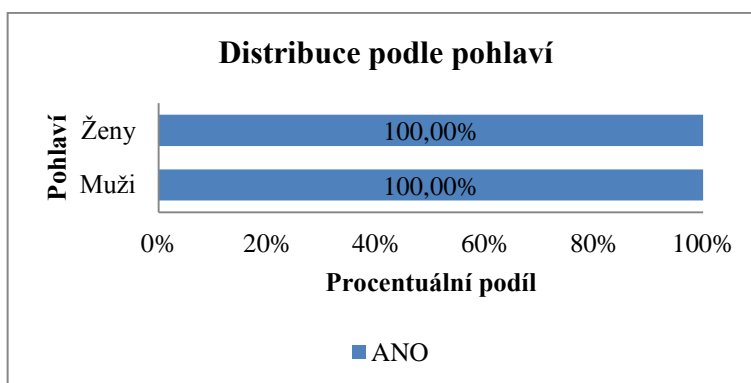 Distribuce podle pohlaví
Pohlaví
Ženy
100,00%
Muži
100,00%
0% 20% 40% 60% 80% 100%
Procentuální podíl
ANO